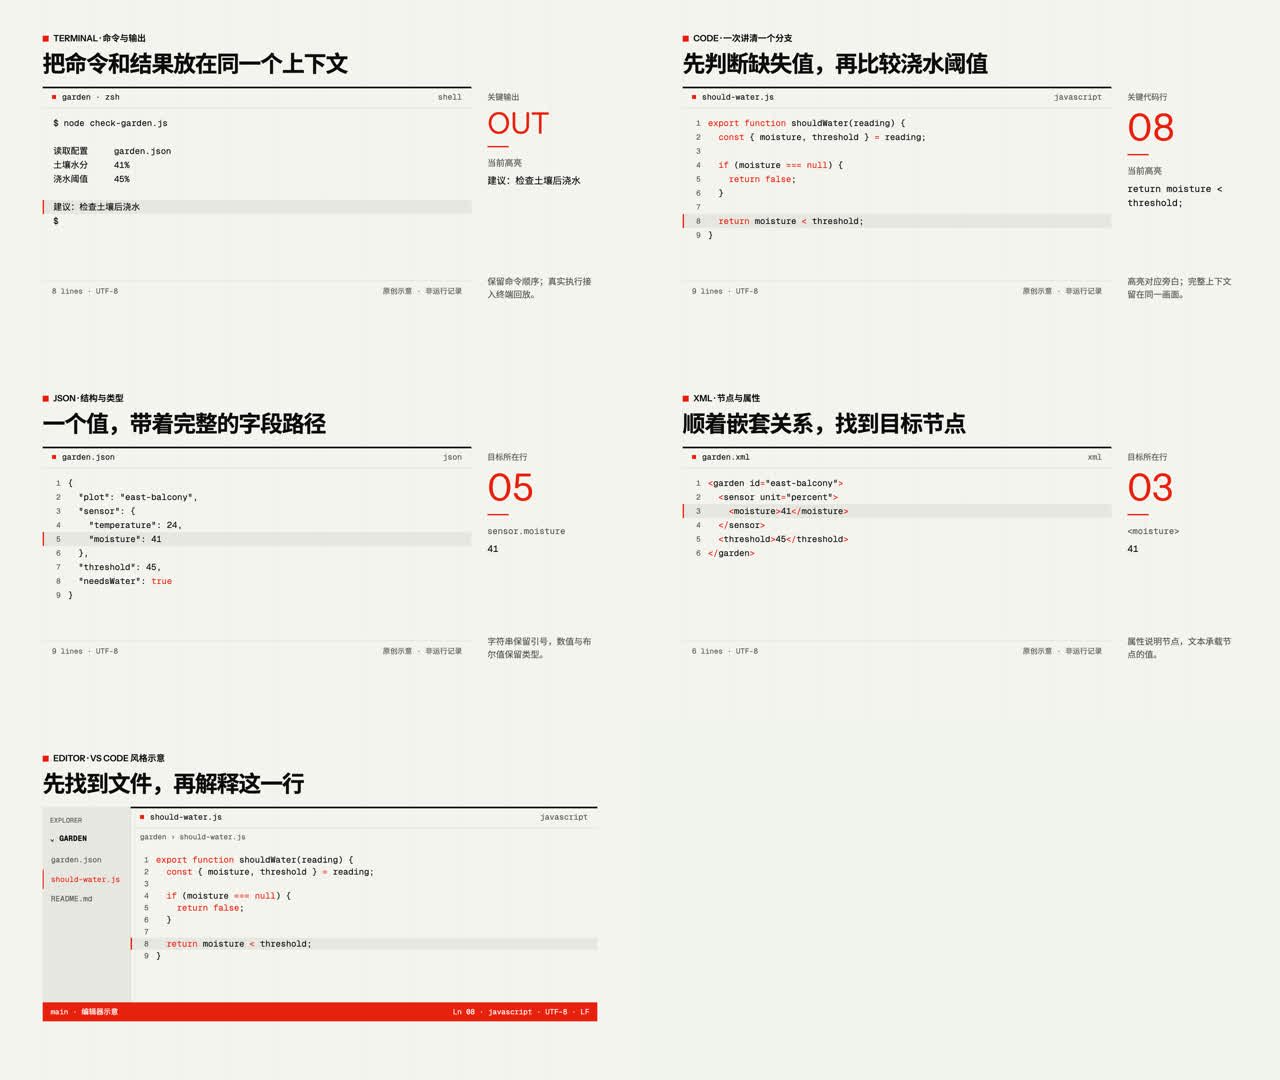 TERMINAL·命令与输出
把命令和结果放在同一个上下文
garden · zsh
shell
$ node check-garden.js
读取配置 garden.json
土壤水分 41%
浇水阈值 45%
建议：检查土壤后浇水
$
8 lines · UTF-8
原创示意 · 非运行记录
关键输出
OUT
当前高亮
建议：检查土壤后浇水
保留命令顺序；真实执行接
入终端回放。
CODE·一次讲清一个分支
先判断缺失值，再比较浇水阈值
should-water.js
javascript
1 export function shouldWater(reading) {
2 const { moisture, threshold } = reading;
3
4 if (moisture === null) {
5 return false;
6 }
7
8 return moisture < threshold;
9 }
9 lines · UTF-8
原创示意 · 非运行记录
关键代码行
08
当前高亮
return moisture <
threshold;
高亮对应旁白；完整上下文
留在同一画面。
JSON·结构与类型
一个值，带着完整的字段路径
garden.json
json
1 {
2 "plot": "east-balcony",
3 "sensor": {
4 "temperature": 24,
5 "moisture": 41
6 },
7 "threshold": 45,
8 "needsWater": true
9 }
9 lines · UTF-8
原创示意 · 非运行记录
目标所在行
05
sensor.moisture
41
字符串保留引号，数值与布
尔值保留类型。
XML·节点与属性
顺着嵌套关系，找到目标节点
garden.xml
xml
1 <garden id="east-balcony">
2 <sensor unit="percent">
3 <moisture>41</moisture>
4 </sensor>
5 <threshold>45</threshold>
6 </garden>
6 lines · UTF-8
原创示意 · 非运行记录
目标所在行
03
<moisture>
41
属性说明节点，文本承载节
点的值。
EDITOR·VS CODE 风格示意
先找到文件，再解释这一行
EXPLORER
GARDEN
garden.json
should-water.js
README.md
should-water.js
javascript
garden › should-water.js
1 export function shouldWater(reading) {
2 const { moisture, threshold } = reading;
3
4 if (moisture === null) {
5 return false;
6 }
7
8 return moisture < threshold;
9 }
main · 编辑器示意
Ln 08 · javascript · UTF-8 · LF